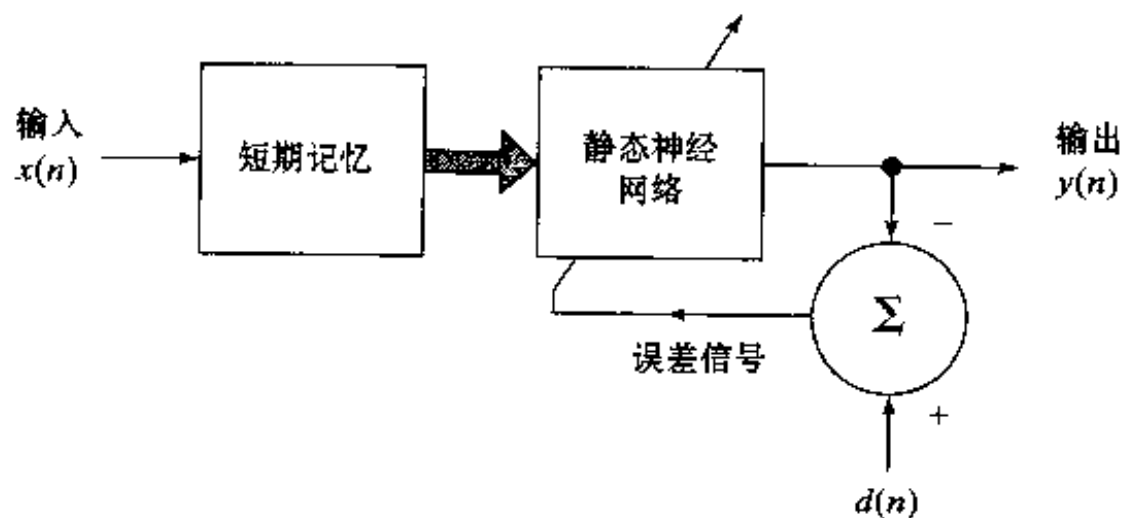 输入
x(n)
短期记忆
静态神经
网络
输出
y(n)
−
Σ
误差信号
+
d(n)